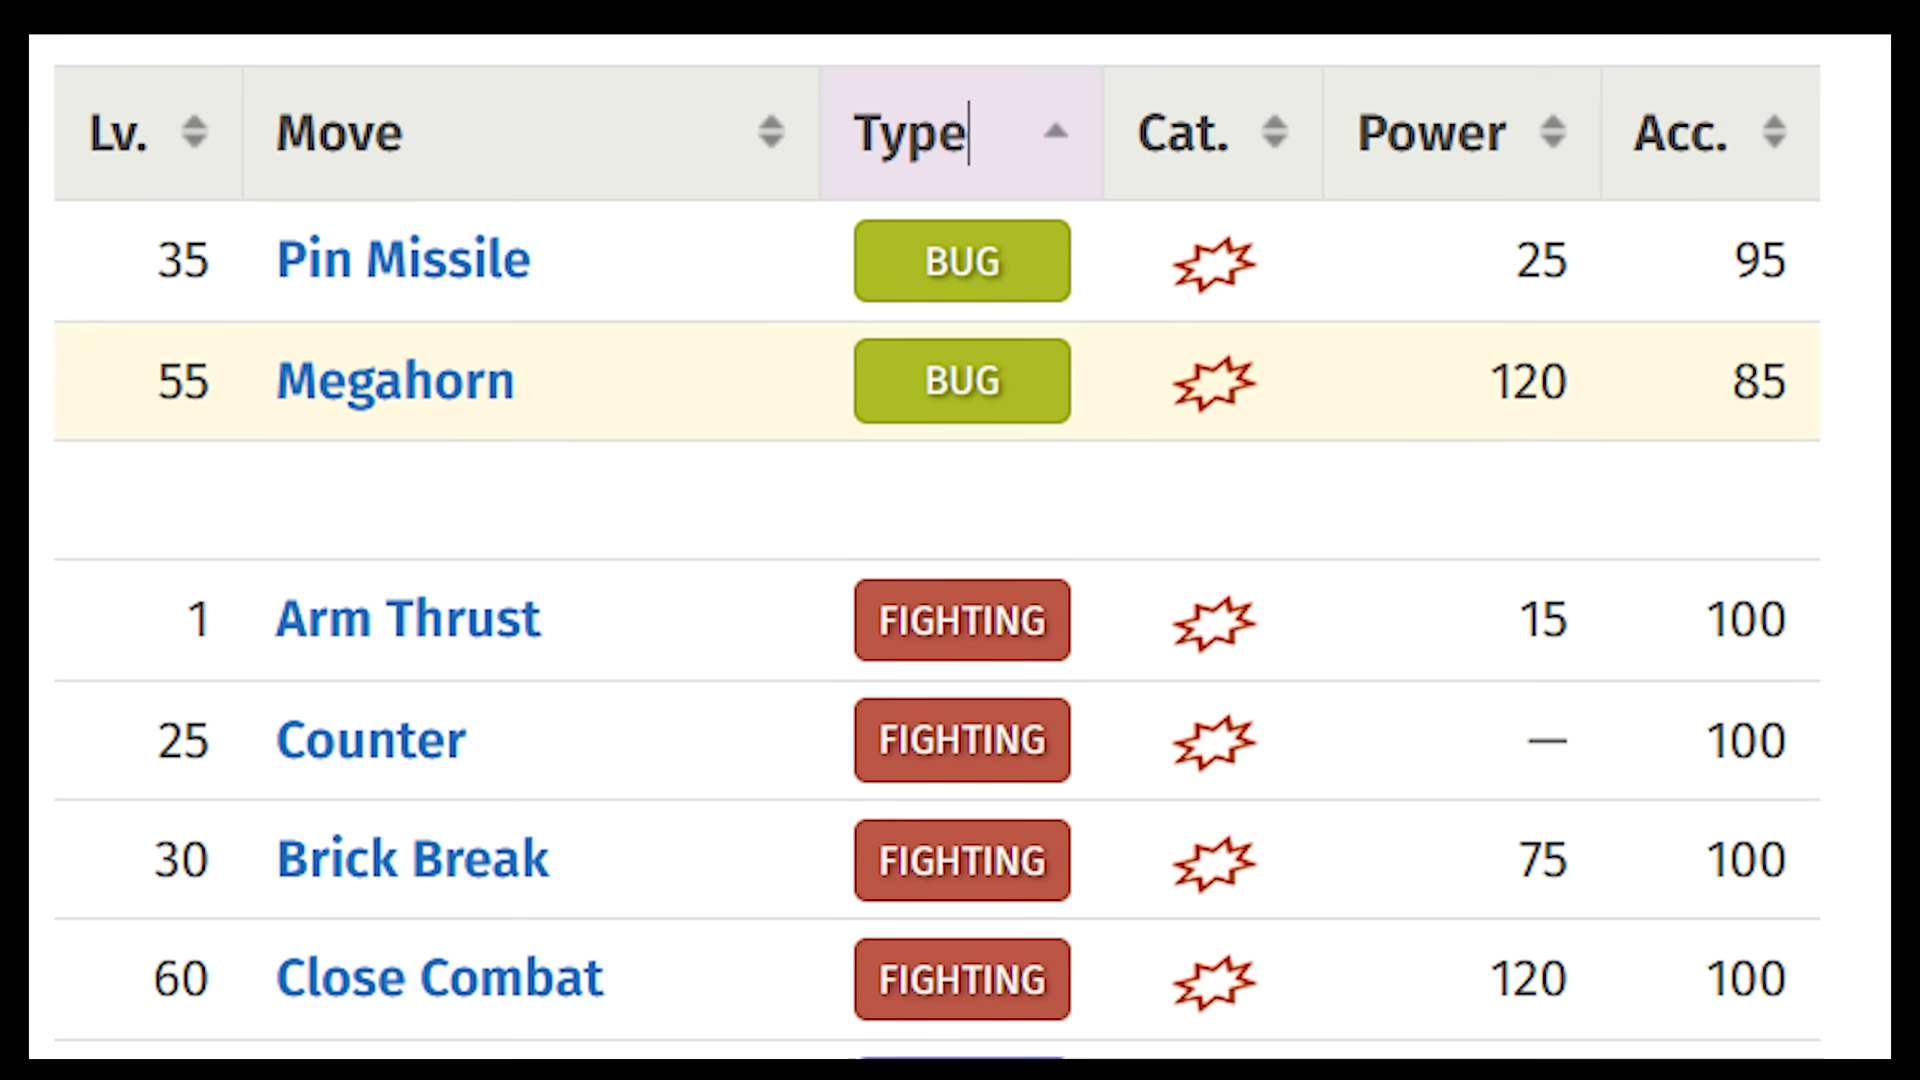 Lv. Move Type Cat. Power Acc.
35 Pin Missile BUG 25 95
55 Megahorn BUG 120 85
1 Arm Thrust FIGHTING 15 100
25 Counter FIGHTING — 100
30 Brick Break FIGHTING 75 100
60 Close Combat FIGHTING 120 100